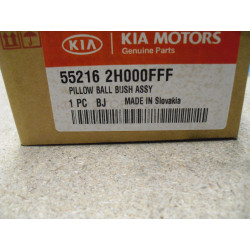 KIA KIA MOTORS
Genuine Parts
55216 2H000FFF
PILLOW BALL BUSH ASSY
1 PC BJ MADE IN Slovakia